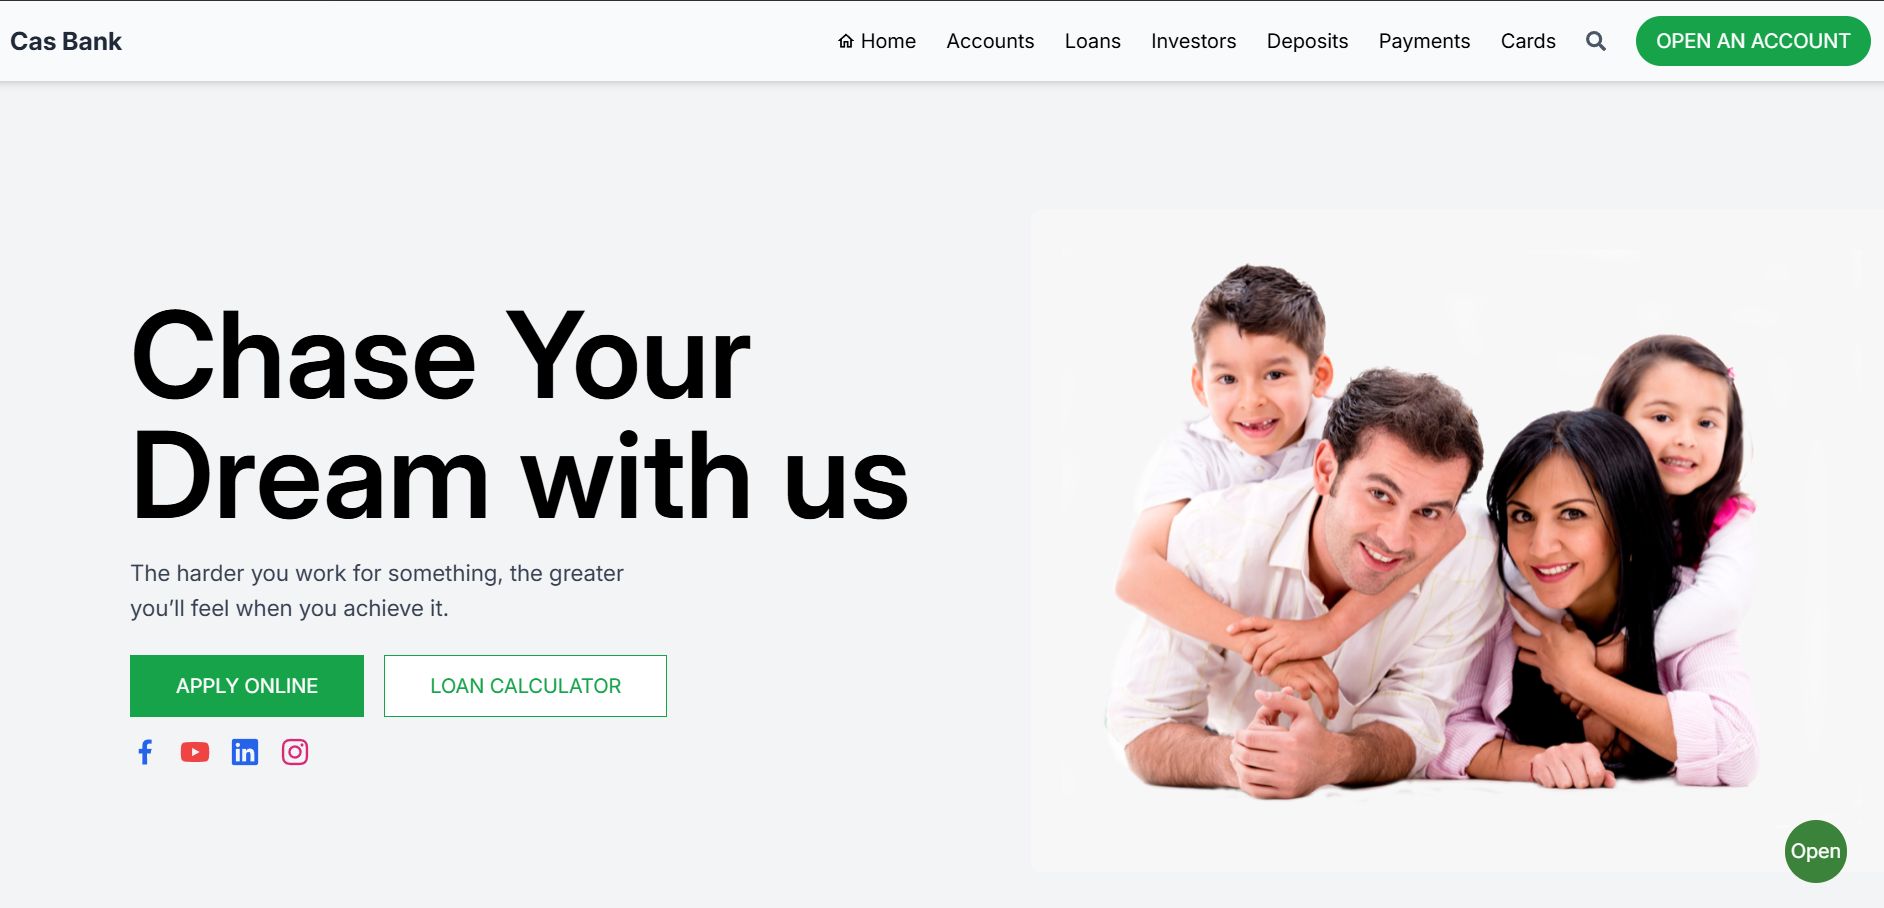 Cas Bank
Home Accounts Loans Investors Deposits Payments Cards OPEN AN ACCOUNT
Chase Your
Dream with us
The harder you work for something, the greater
you’ll feel when you achieve it.
APPLY ONLINE LOAN CALCULATOR
Open